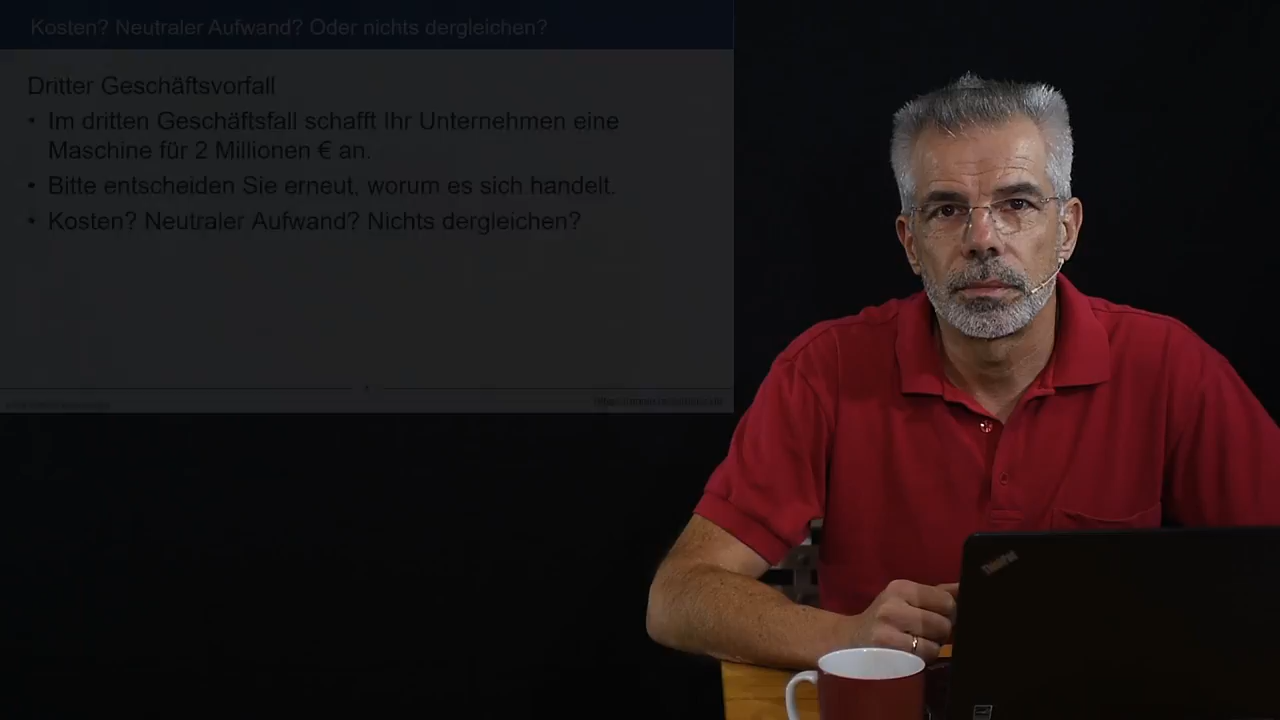 Kosten? Neutraler Aufwand? Oder nichts dergleichen?
Dritter Geschäftsvorfall
• Im dritten Geschäftsfall schafft Ihr Unternehmen eine
Maschine für 2 Millionen € an.
• Bitte entscheiden Sie erneut, worum es sich handelt.
• Kosten? Neutraler Aufwand? Nichts dergleichen?
ThinkPad